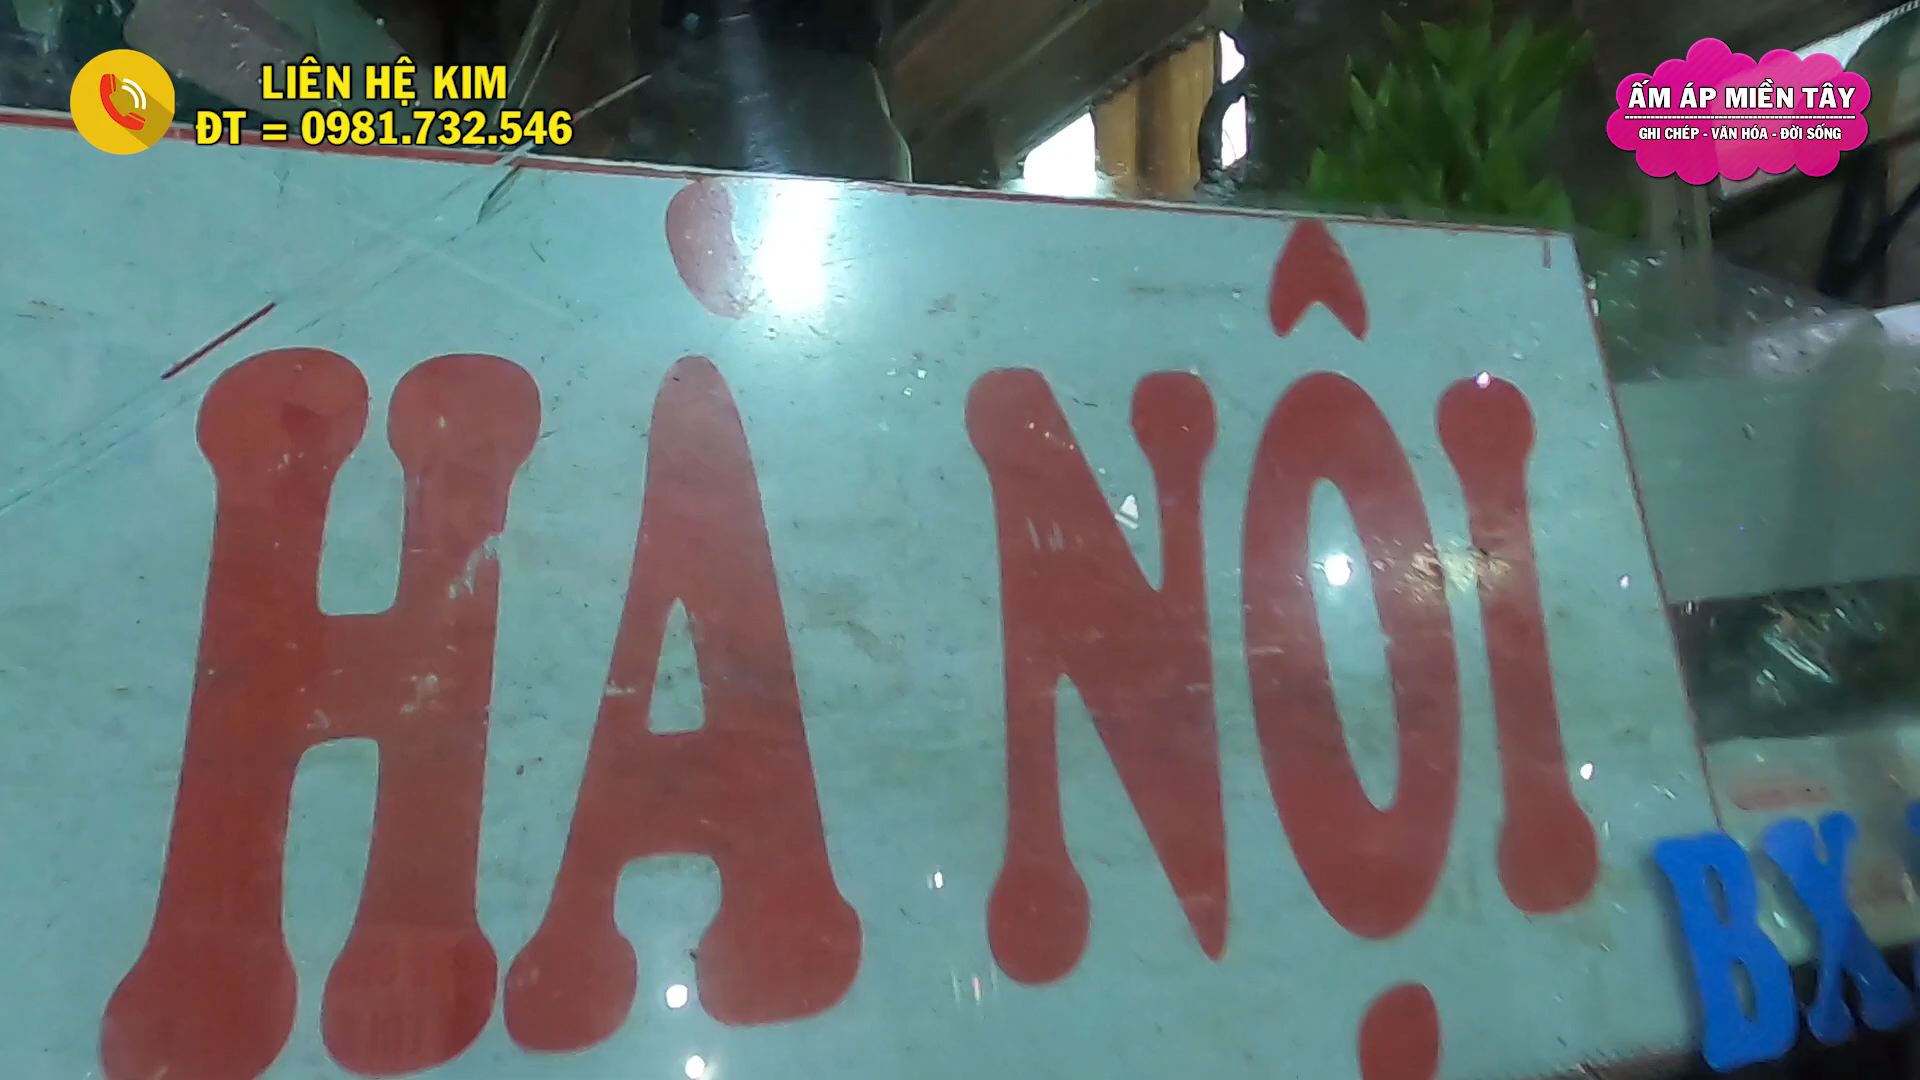 LIÊN HỆ KIM
ĐT = 0981.732.546
ẤM ÁP MIỀN TÂY
GHI CHÉP - VĂN HÓA - ĐỜI SỐNG
HÀ NỘI
BX